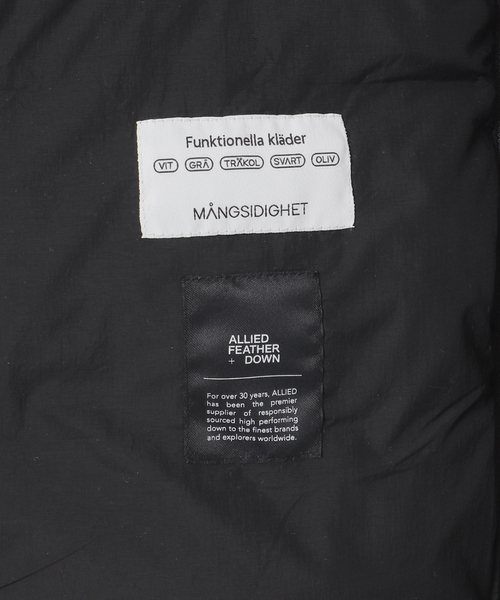 Funktionella kläder
VIT GRÅ TRÄKOL SVART OLIV
MÅNGSIDIGHET
ALLIED
FEATHER
+ DOWN
For over 30 years, ALLIED
has been the premier
supplier of responsibly
sourced high performing
down to the finest brands
and explorers worldwide.